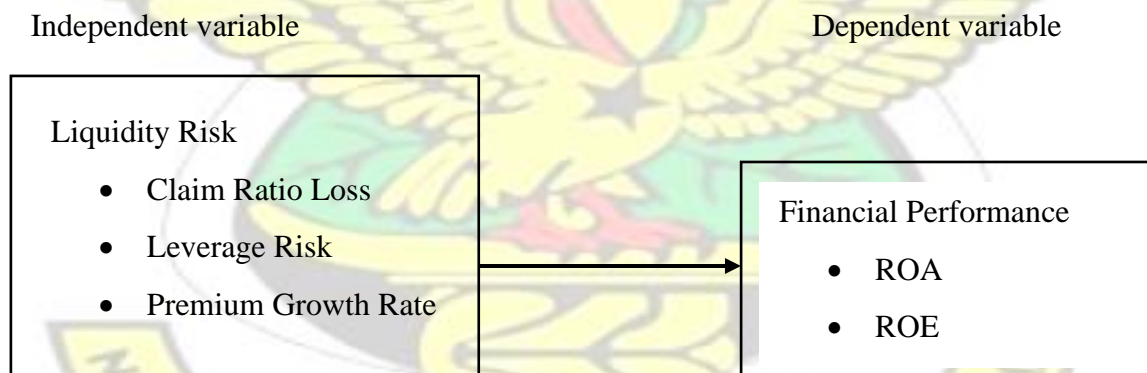 Independent variable
Dependent variable
Liquidity Risk
• Claim Ratio Loss
• Leverage Risk
• Premium Growth Rate
Financial Performance
• ROA
• ROE